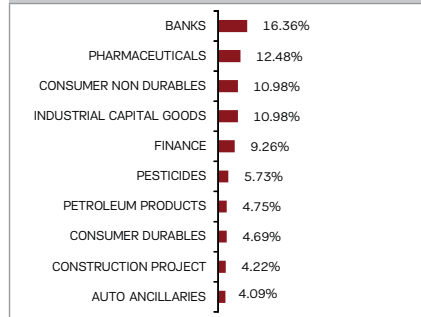 BANKS 16.36%
PHARMACEUTICALS 12.48%
CONSUMER NON DURABLES 10.98%
INDUSTRIAL CAPITAL GOODS 10.98%
FINANCE 9.26%
PESTICIDES 5.73%
PETROLEUM PRODUCTS 4.75%
CONSUMER DURABLES 4.69%
CONSTRUCTION PROJECT 4.22%
AUTO ANCILLARIES 4.09%